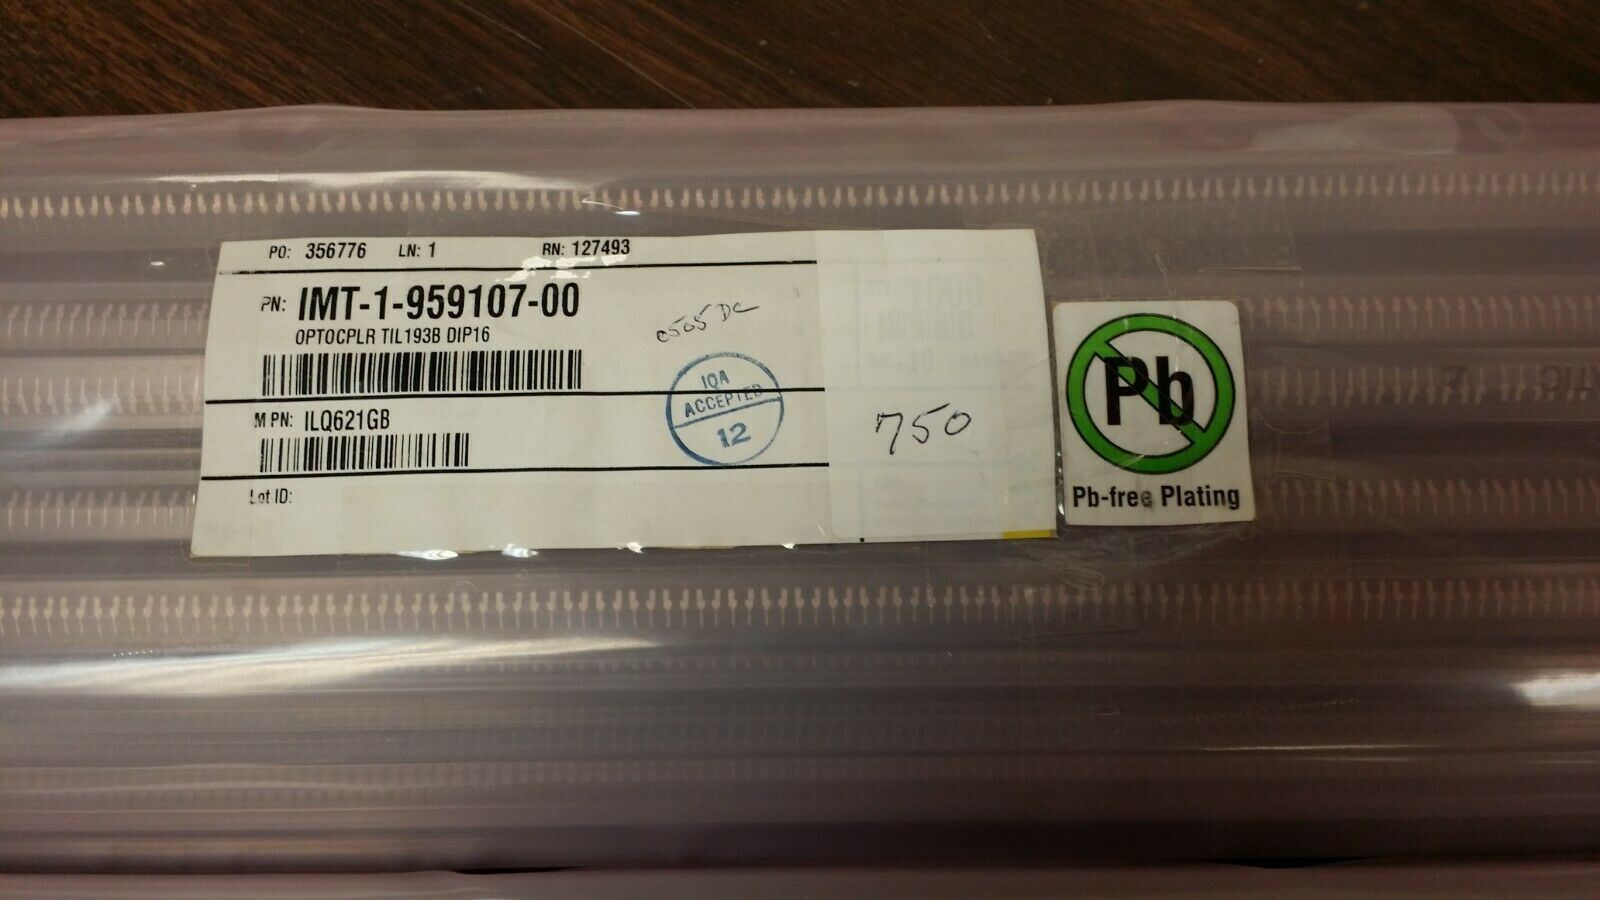 PO: 356776 LN: 1 RN: 127493
PN: IMT-1-959107-00
OPTOCPLR TIL193B DIP16
0505 DC
IQA
ACCEPTED
12
M PN: ILQ621GB
750
Lot ID:
Pb
Pb-free Plating